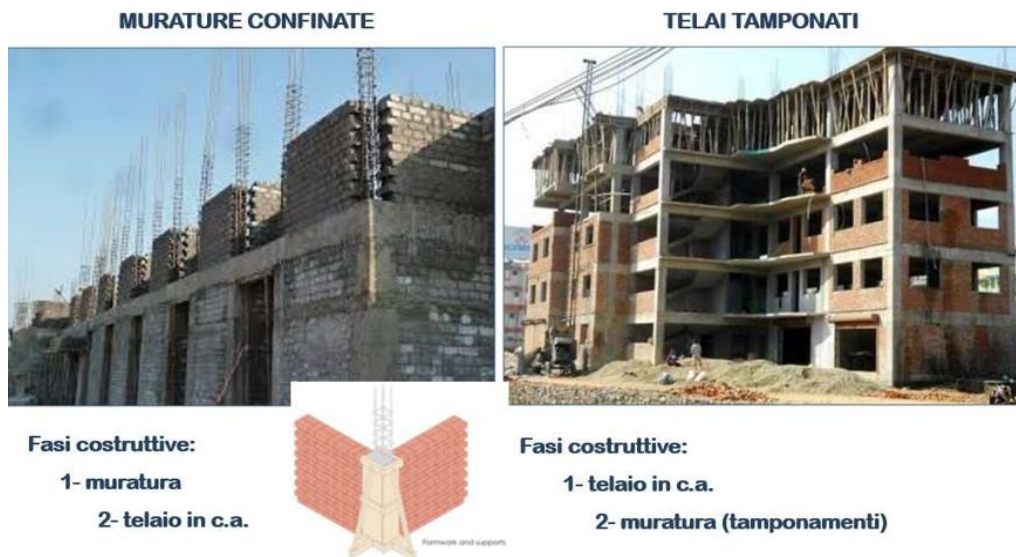 MURATURE CONFINATE
TELAI TAMPONATI
Fasi costruttive:
1- muratura
2- telaio in c.a.
Formwork and supports
Fasi costruttive:
1- telaio in c.a.
2- muratura (tamponamenti)